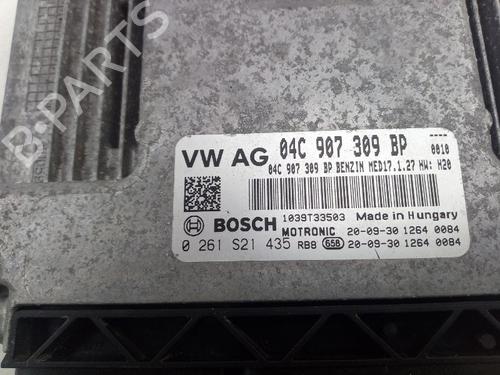 VW AG 04C 907 309 BP 0010
04C 907 309 BP BENZIN MED17.1.27 HW: H20
BOSCH 1039T33503 Made in Hungary
MOTRONIC 20-09-30 1264 0084
0 261 S21 435 RB8 658 20-09-30 1264 0084
B-Parts